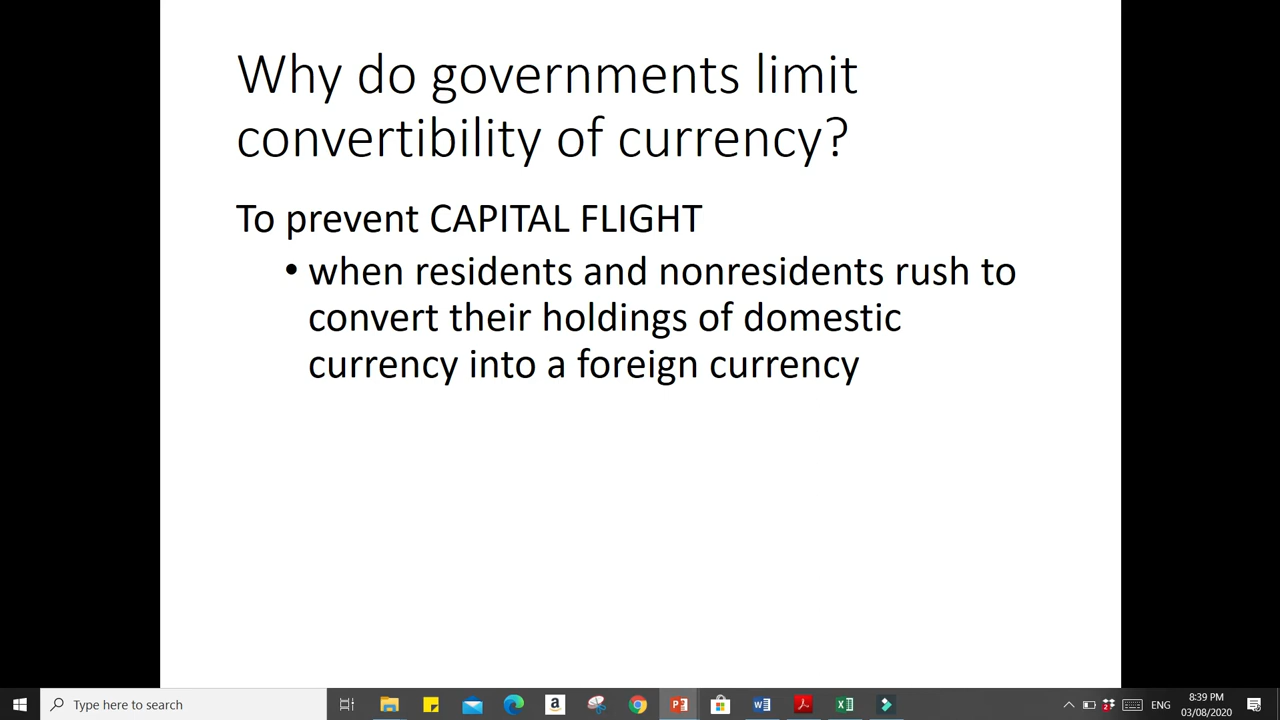 Why do governments limit
convertibility of currency?
To prevent CAPITAL FLIGHT
• when residents and nonresidents rush to
convert their holdings of domestic
currency into a foreign currency
Type here to search
ENG
8:39 PM
03/08/2020